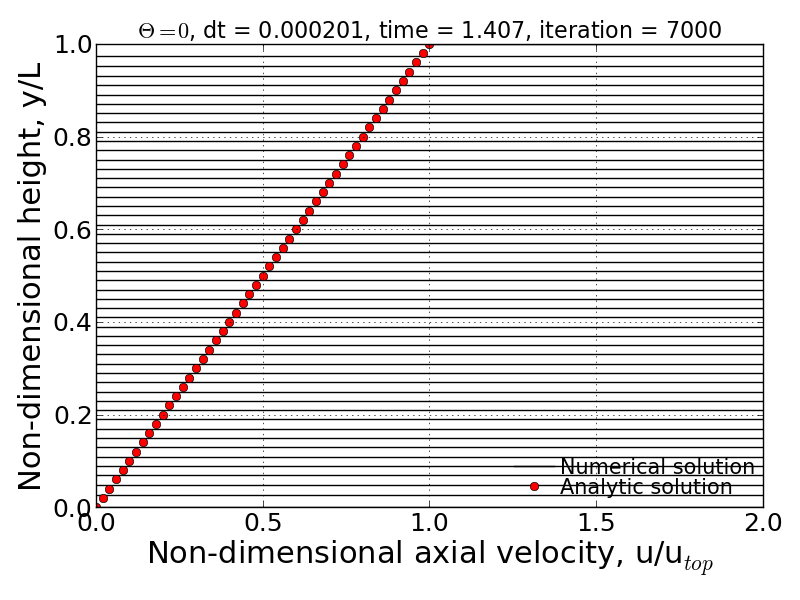 Θ=0, dt = 0.000201, time = 1.407, iteration = 7000
Non-dimensional height, y/L
1.0
0.8
0.6
0.4
0.2
0.0
Numerical solution
Analytic solution
0.0 0.5 1.0 1.5 2.0
Non-dimensional axial velocity, u/u_top